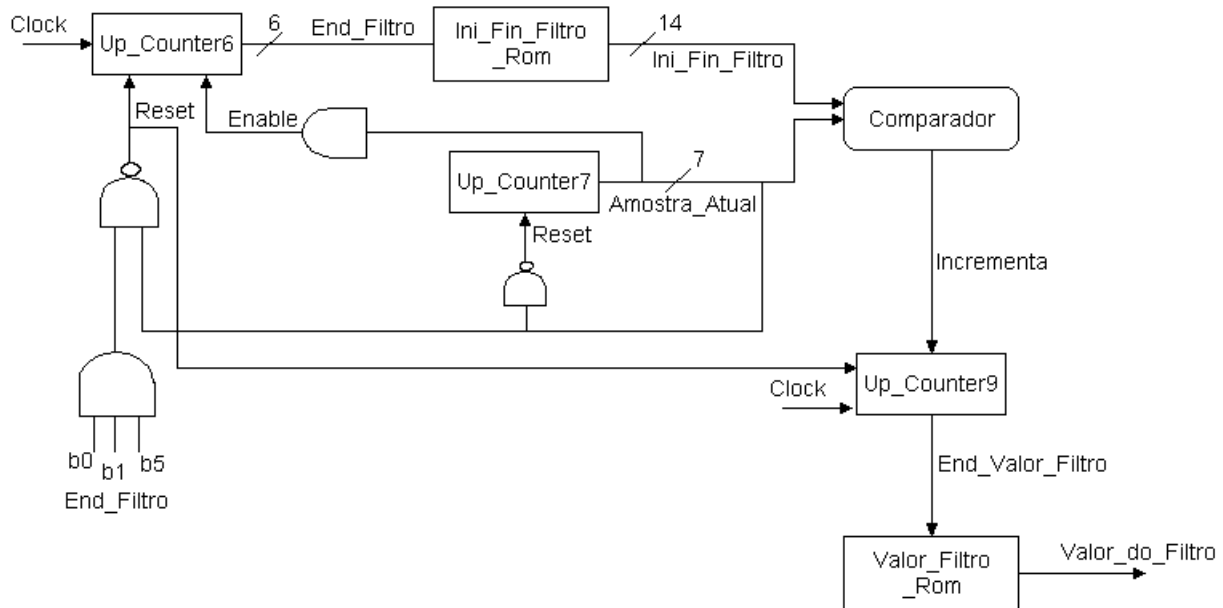 Clock
Up_Counter6
6
End_Filtro
Ini_Fin_Filtro
_Rom
14
Ini_Fin_Filtro
Reset
Enable
Comparador
Up_Counter7
7
Amostra_Atual
Reset
Incrementa
Up_Counter9
Clock
b0
b1
b5
End_Filtro
End_Valor_Filtro
Valor_Filtro
_Rom
Valor_do_Filtro